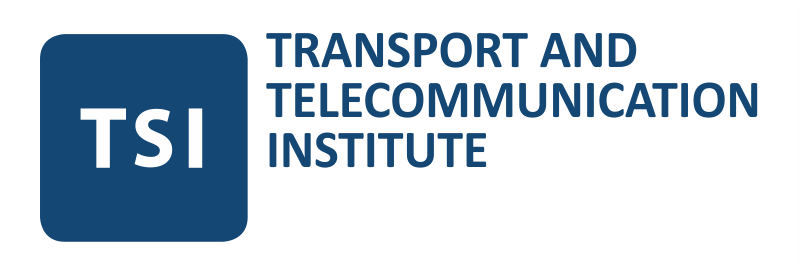 TSI
TRANSPORT AND
TELECOMMUNICATION
INSTITUTE